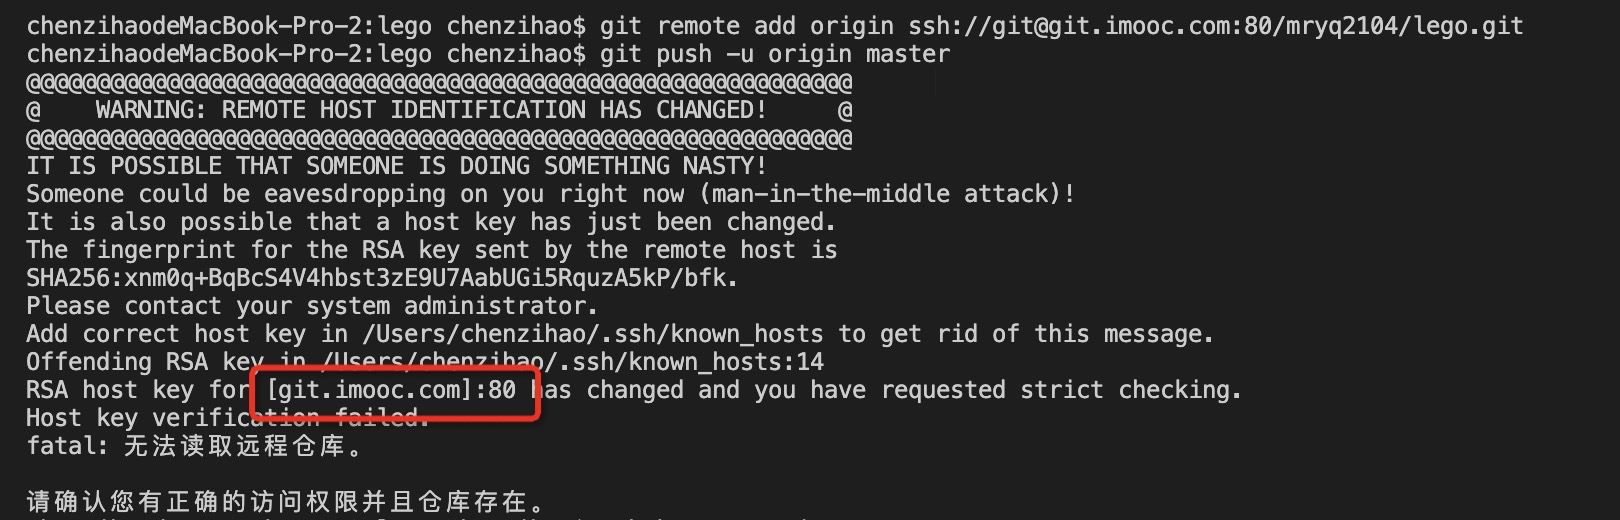 chenzihaodeMacBook-Pro-2:lego chenzihao$ git remote add origin ssh://git@git.imooc.com:80/mryq2104/lego.git
chenzihaodeMacBook-Pro-2:lego chenzihao$ git push -u origin master
@@@@@@@@@@@@@@@@@@@@@@@@@@@@@@@@@@@@@@@@@@@@@@@@@@@@@@@@@@@
@    WARNING: REMOTE HOST IDENTIFICATION HAS CHANGED!     @
@@@@@@@@@@@@@@@@@@@@@@@@@@@@@@@@@@@@@@@@@@@@@@@@@@@@@@@@@@@
IT IS POSSIBLE THAT SOMEONE IS DOING SOMETHING NASTY!
Someone could be eavesdropping on you right now (man-in-the-middle attack)!
It is also possible that a host key has just been changed.
The fingerprint for the RSA key sent by the remote host is
SHA256:xnm0q+BqBcS4V4hbst3zE9U7AabUGi5RquzA5kP/bfk.
Please contact your system administrator.
Add correct host key in /Users/chenzihao/.ssh/known_hosts to get rid of this message.
Offending RSA key in /Users/chenzihao/.ssh/known_hosts:14
RSA host key for [git.imooc.com]:80 has changed and you have requested strict checking.
Host key verification failed.
fatal: 无法读取远程仓库。
请确认您有正确的访问权限并且仓库存在。